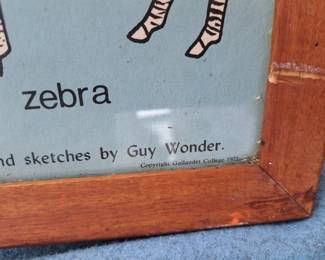 zebra
nd sketches by Guy Wonder.
Copyright Gallaudet College